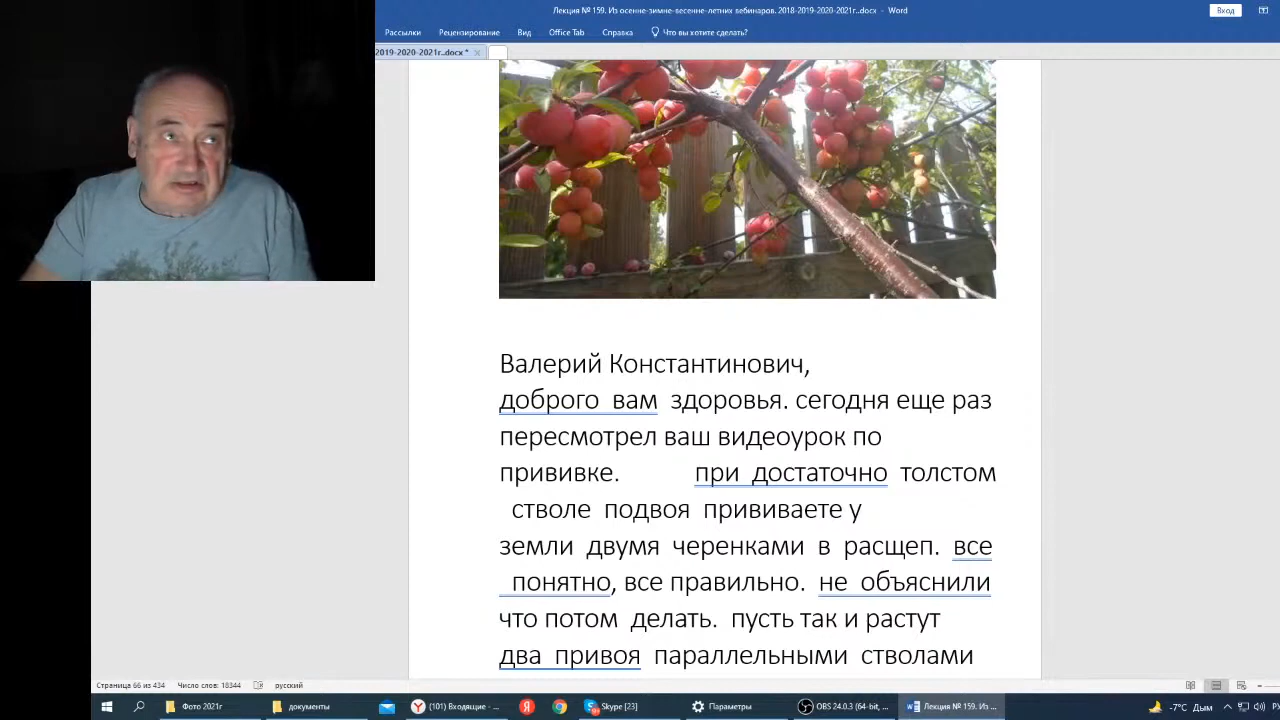 Лекция № 159. Из осенне-зимне-весенне-летних вебинаров. 2018-2019-2020-2021г..docx - Word
Вход
Рассылки Рецензирование Вид Office Tab Справка Что вы хотите сделать?
2019-2020-2021г..docx *
Валерий Константинович,
доброго вам здоровья. сегодня еще раз
пересмотрел ваш видеоурок по
прививке. при достаточно толстом
стволе подвоя прививаете у
земли двумя черенками в расщеп. все
понятно, все правильно. не объяснили
что потом делать. пусть так и растут
два привоя параллельными стволами
Страница 66 из 434 Число слов: 18344 русский
Фото 2021г документы (101) Входящие - Skype [23] Параметры OBS 24.0.3 (64-bit, ... Лекция № 159. Из ... -7°C Дым